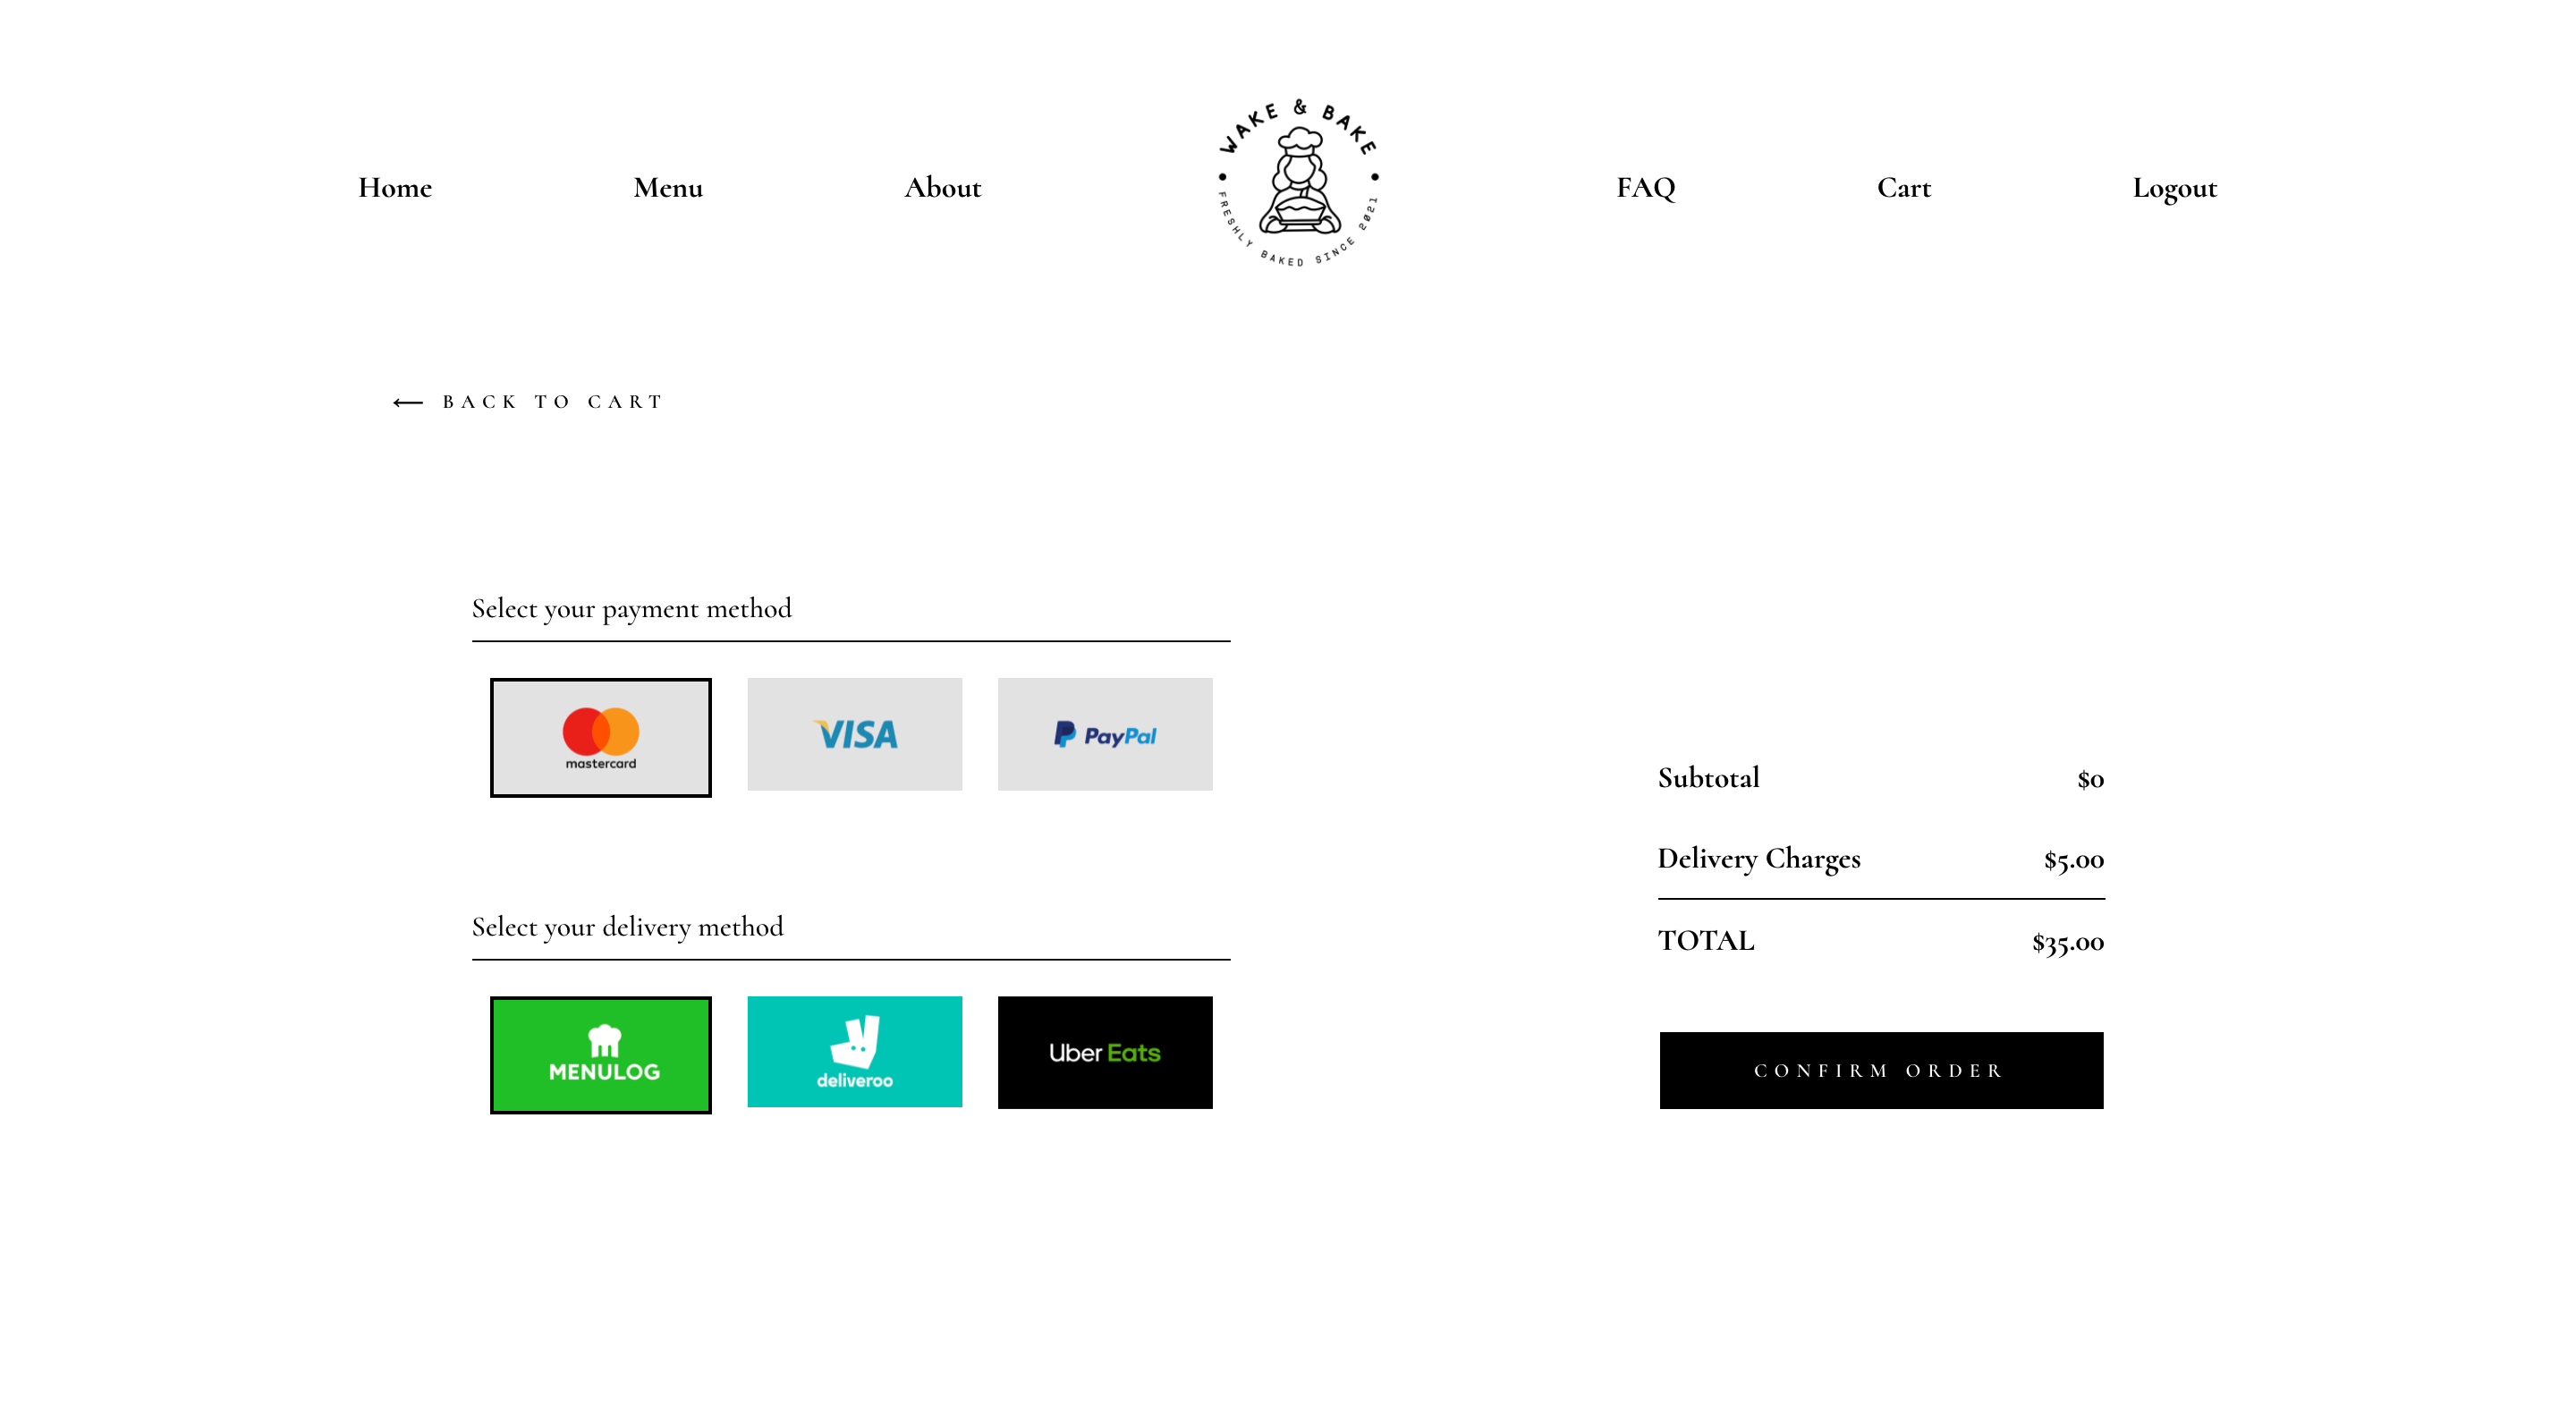 Home
Menu
About
WAKE & BAKE
FRESHLY BAKED SINCE 2021
FAQ
Cart
Logout
← BACK TO CART
Select your payment method
mastercard
VISA
PayPal
Subtotal $0
Delivery Charges $5.00
TOTAL $35.00
Select your delivery method
MENULOG
deliveroo
Uber Eats
CONFIRM ORDER